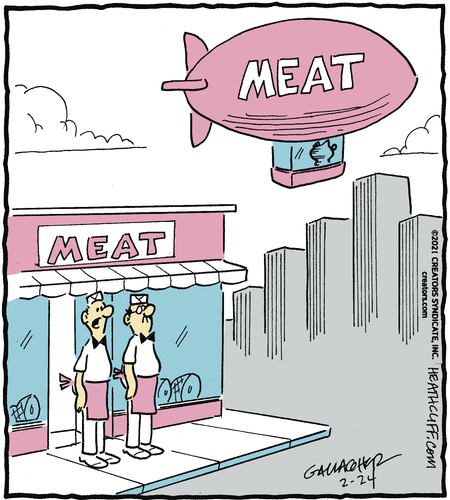 MEAT
MEAT
©2021 CREATORS SYNDICATE, INC.
creators.com
HEATHCLIFF.COM
GALLAGHER
2-24